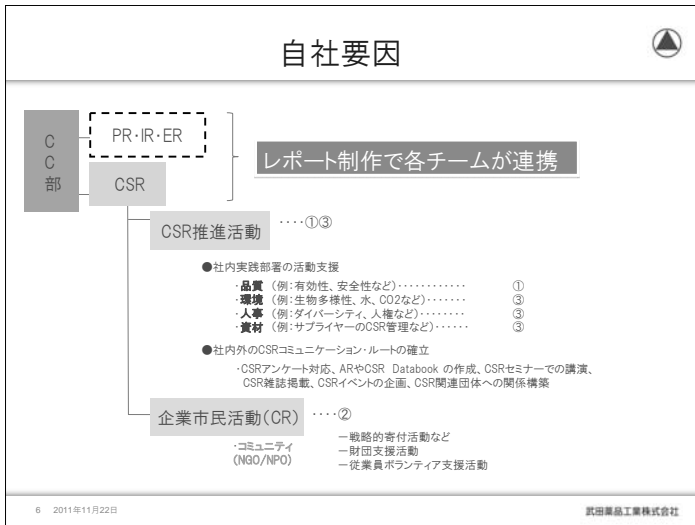 自社要因
CC部
PR・IR・ER
CSR
レポート制作で各チームが連携
CSR推進活動 ‥‥①③
●社内実践部署の活動支援
・品質 (例：有効性、安全性など)‥‥‥‥‥‥ ①
・環境 (例：生物多様性、水、CO2など)‥‥‥‥ ③
・人事 (例：ダイバーシティ、人権など)‥‥‥‥ ③
・資材 (例：サプライヤーのCSR管理など)‥‥‥ ③
●社内外のCSRコミュニケーション・ルートの確立
・CSRアンケート対応、ARやCSR Databook の作成、CSRセミナーでの講演、
CSR雑誌掲載、CSRイベントの企画、CSR関連団体への関係構築
企業市民活動(CR) ‥‥②
・コミュニティ
(NGO/NPO)
－戦略的寄付活動など
－財団支援活動
－従業員ボランティア支援活動
6 2011年11月22日
武田薬品工業株式会社